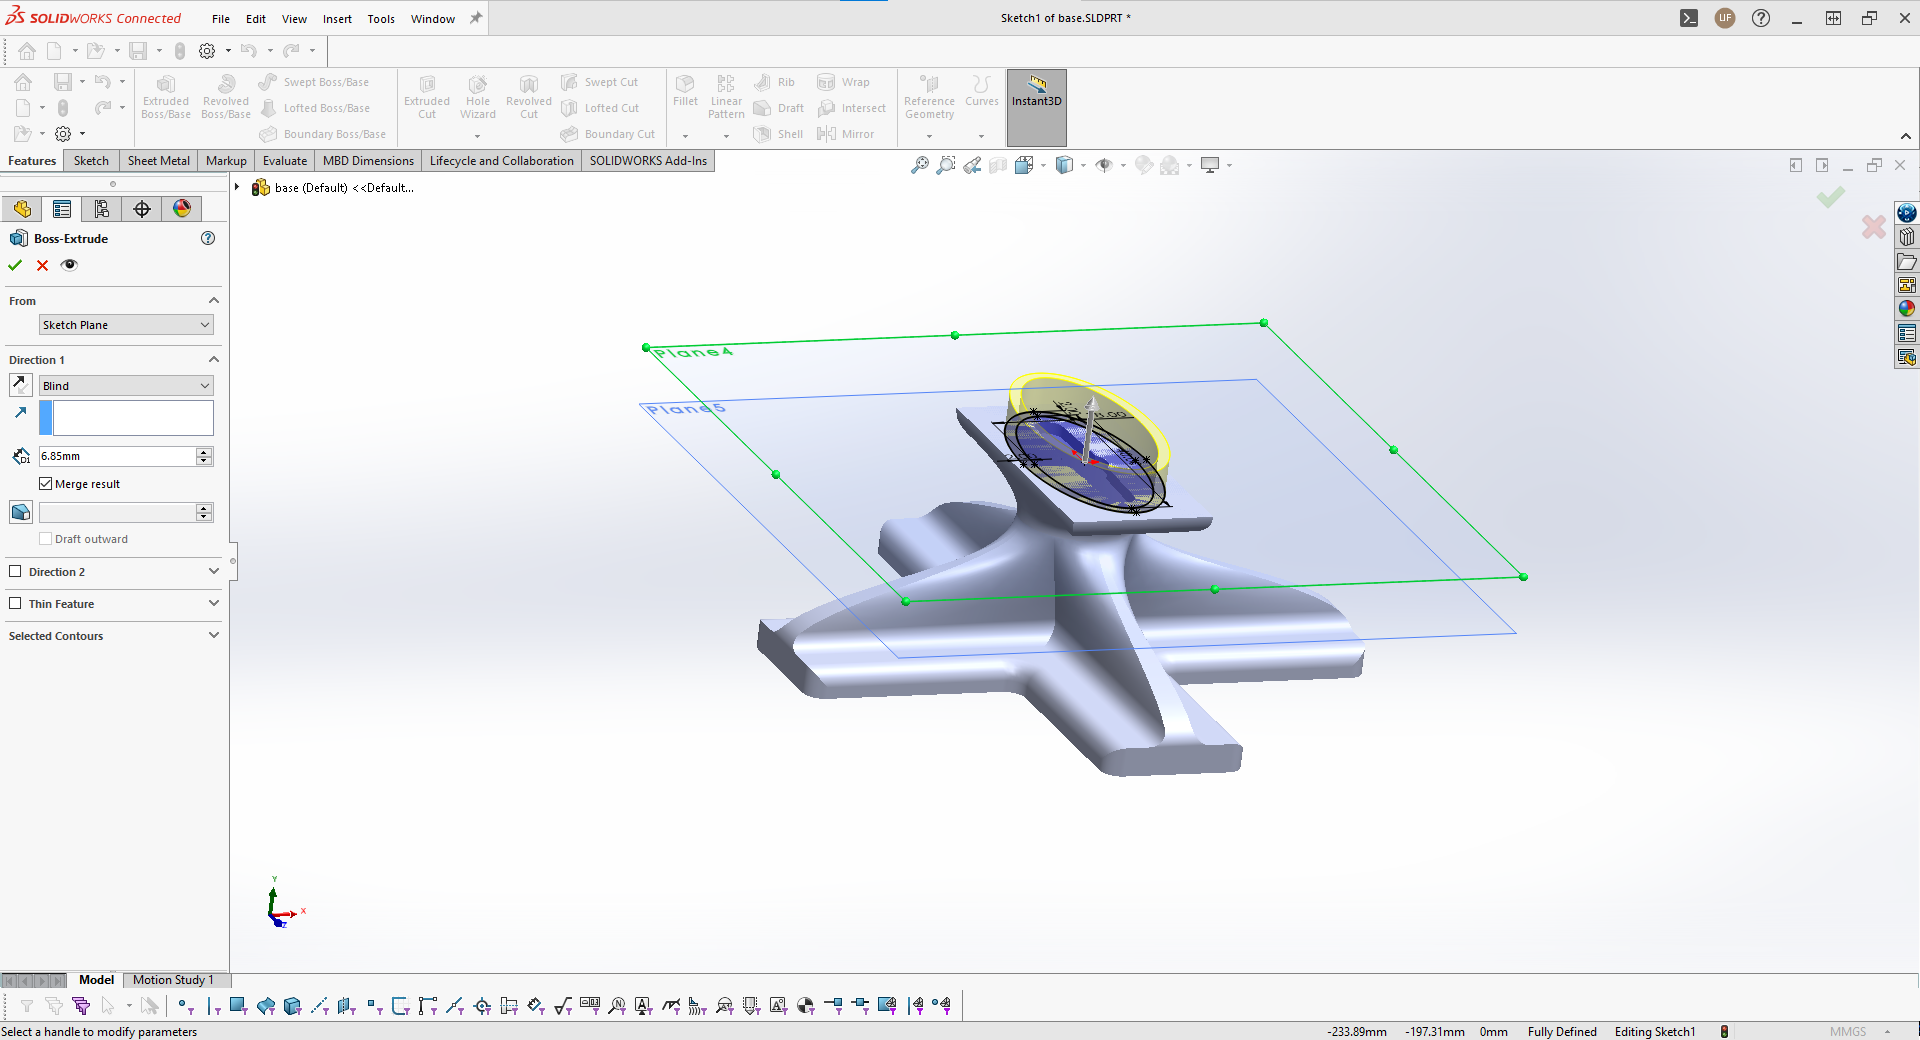 SOLIDWORKS Connected
File Edit View Insert Tools Window
Sketch1 of base.SLDPRT *
UF
Extruded Boss/Base
Revolved Boss/Base
Swept Boss/Base
Lofted Boss/Base
Boundary Boss/Base
Extruded Cut
Hole Wizard
Revolved Cut
Swept Cut
Lofted Cut
Boundary Cut
Fillet
Linear Pattern
Rib
Draft
Shell
Wrap
Intersect
Mirror
Reference Geometry
Curves
Instant3D
Features Sketch Sheet Metal Markup Evaluate MBD Dimensions Lifecycle and Collaboration SOLIDWORKS Add-Ins
base (Default) <<Default...
Boss-Extrude
From
Sketch Plane
Direction 1
Blind
6.85mm
Merge result
Draft outward
Direction 2
Thin Feature
Selected Contours
Plane4
Plane5
Y
X
Z
Model Motion Study 1
Select a handle to modify parameters
-233.89mm -197.31mm 0mm Fully Defined Editing Sketch1 MMGS